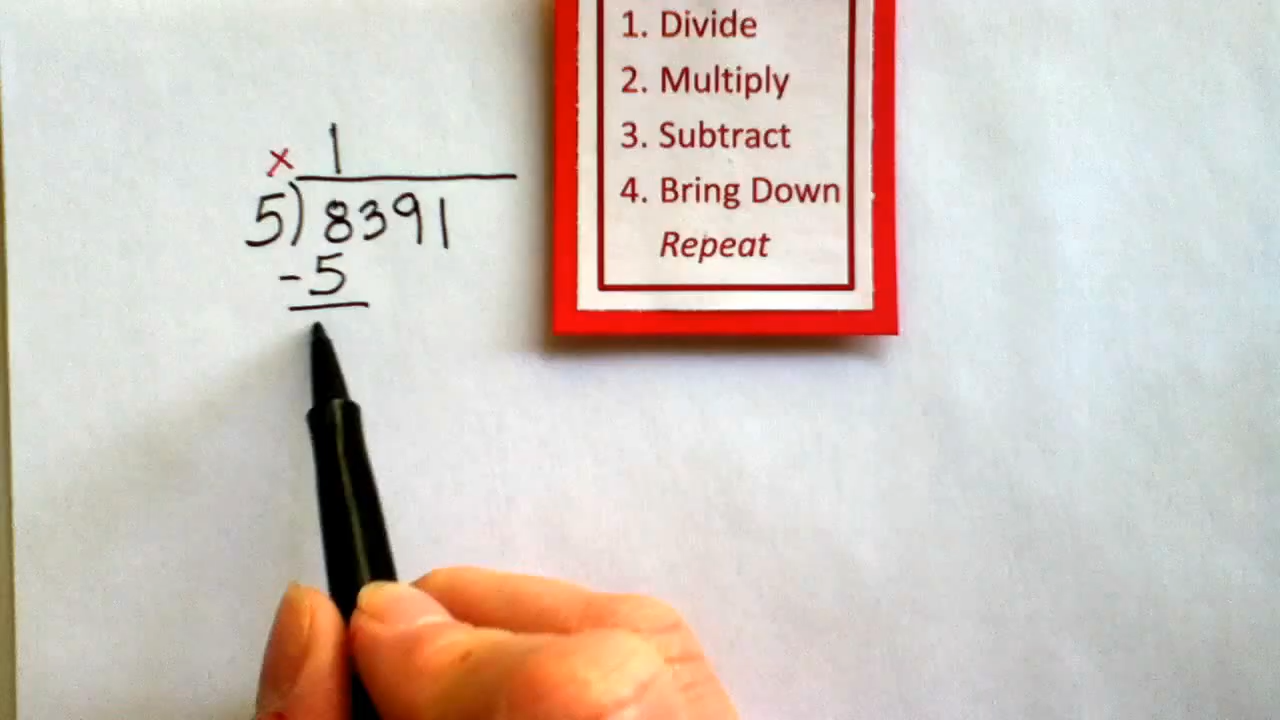 1. Divide
2. Multiply
3. Subtract
4. Bring Down
Repeat
x 1
5)8391
-5